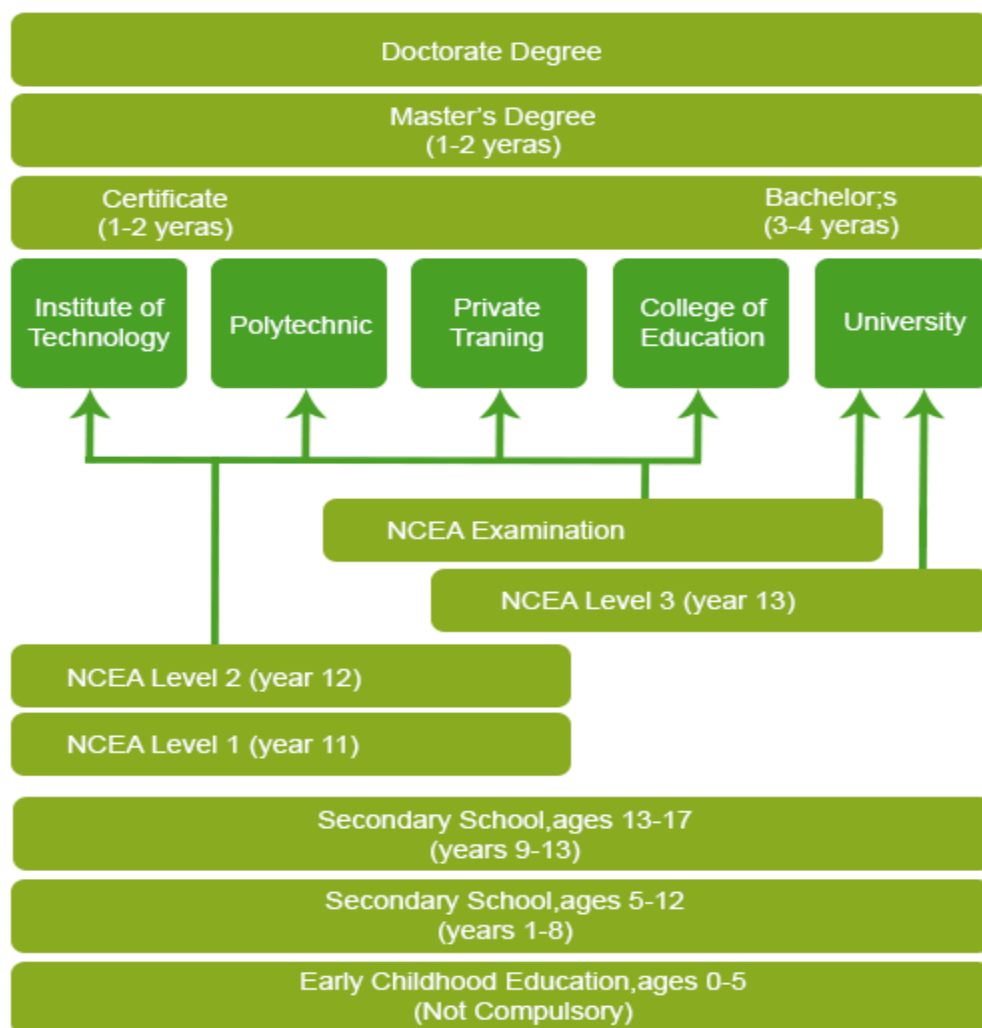 Doctorate Degree
Master's Degree
(1-2 yeras)
Certificate
(1-2 yeras)
Bachelor;s
(3-4 yeras)
Institute of
Technology
Polytechnic
Private
Traning
College of
Education
University
NCEA Examination
NCEA Level 3 (year 13)
NCEA Level 2 (year 12)
NCEA Level 1 (year 11)
Secondary School,ages 13-17
(years 9-13)
Secondary School,ages 5-12
(years 1-8)
Early Childhood Education,ages 0-5
(Not Compulsory)